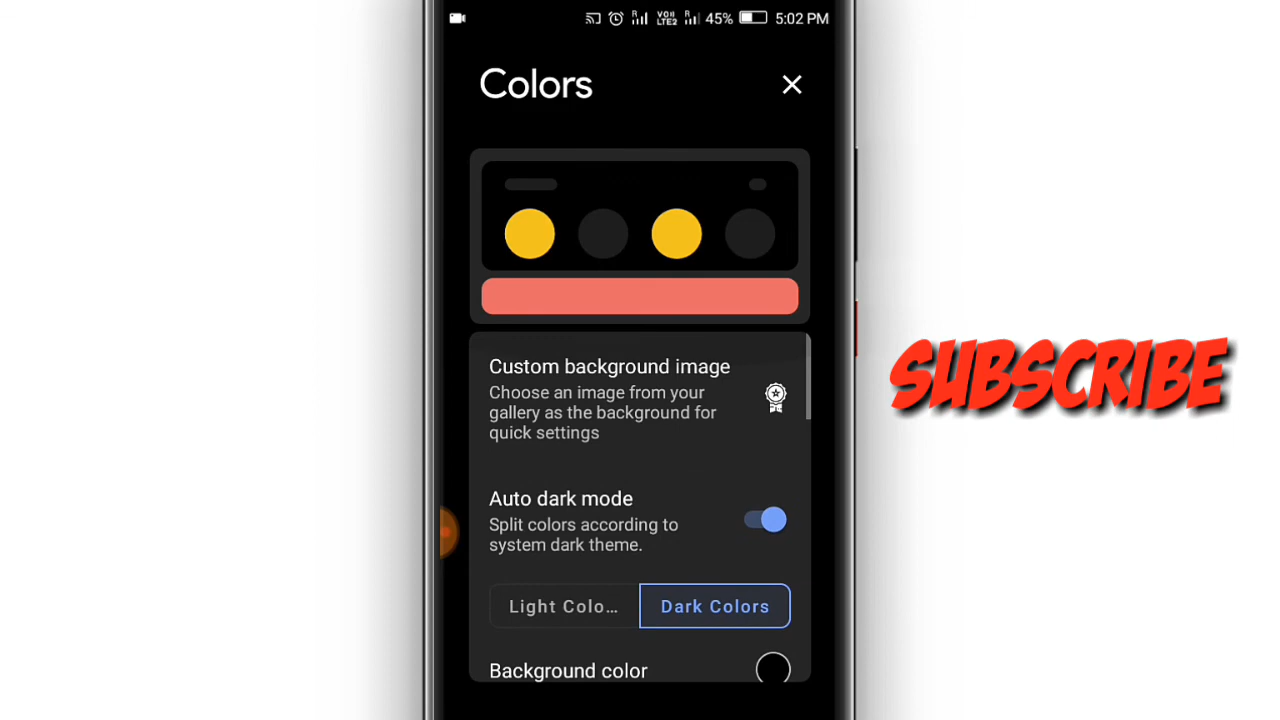 R VoLTE2 R 45% 5:02 PM
Colors
Custom background image
Choose an image from your
gallery as the background for
quick settings
Auto dark mode
Split colors according to
system dark theme.
Light Colo... Dark Colors
Background color
SUBSCRIBE